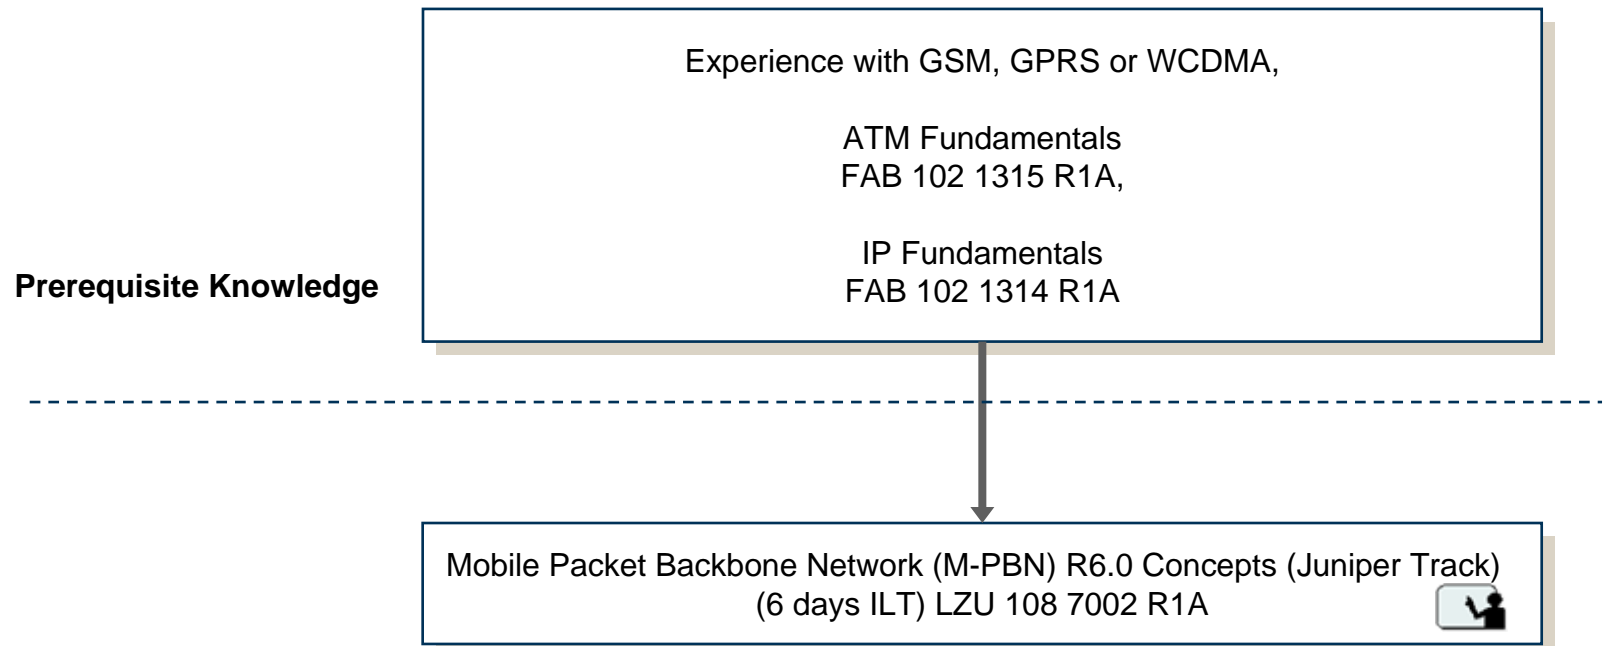 Experience with GSM, GPRS or WCDMA,
ATM Fundamentals
FAB 102 1315 R1A,
IP Fundamentals
FAB 102 1314 R1A
Prerequisite Knowledge
Mobile Packet Backbone Network (M-PBN) R6.0 Concepts (Juniper Track)
(6 days ILT) LZU 108 7002 R1A